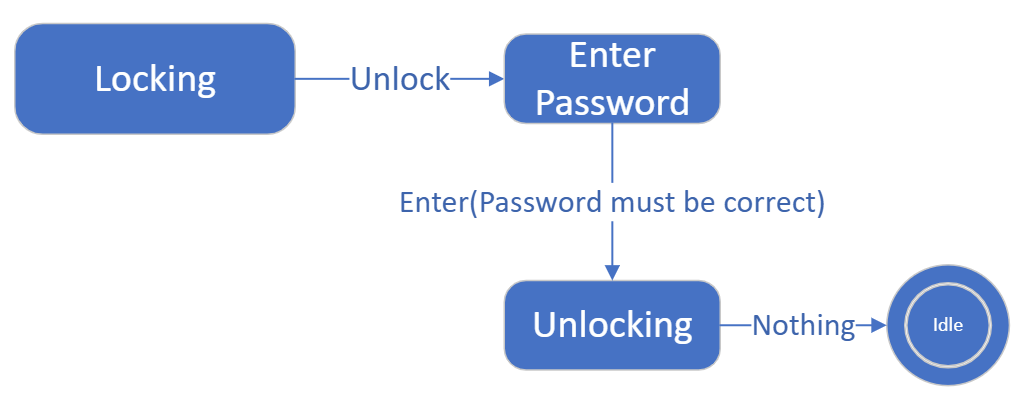 Locking
Unlock
Enter
Password
Enter(Password must be correct)
Unlocking
Nothing
Idle